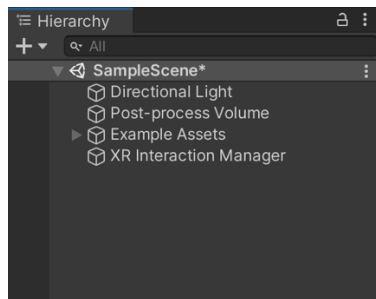 Hierarchy
All
SampleScene*
Directional Light
Post-process Volume
Example Assets
XR Interaction Manager